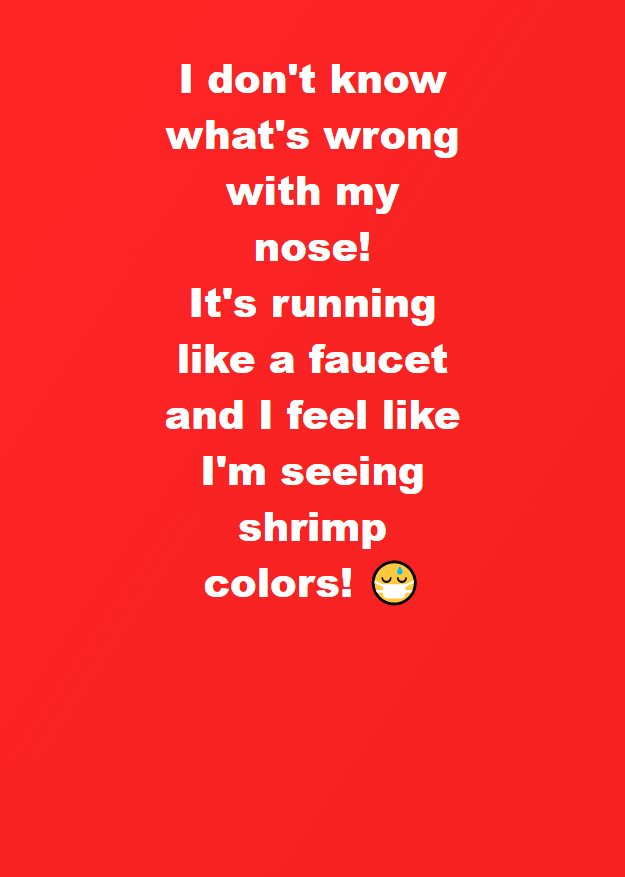 I don't know
what's wrong
with my
nose!
It's running
like a faucet
and I feel like
I'm seeing
shrimp
colors! 😷